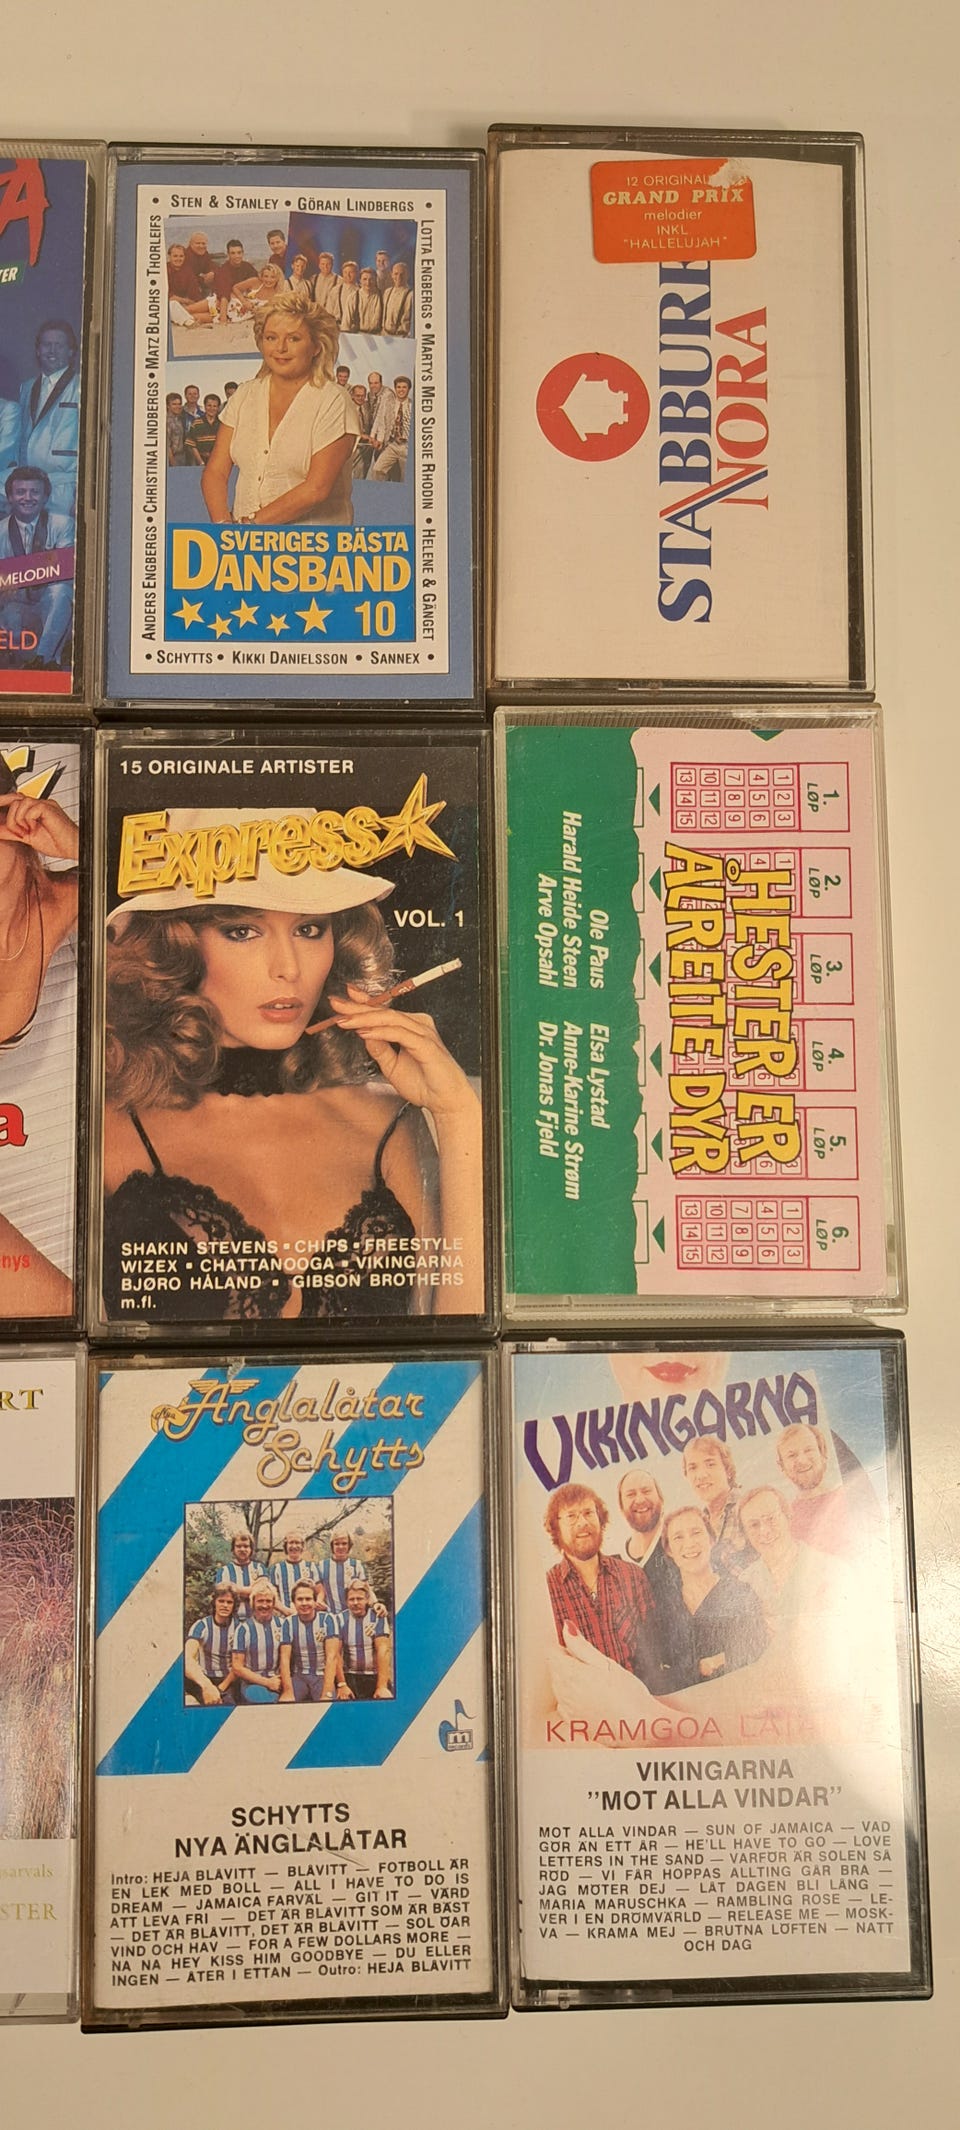 MELODIN
nys
RT
STER
STEN & STANLEY • GÖRAN LINDBERGS
LOTTA ENGBERGS • MARTYS MED SUSSIE RHODIN • HELENE & GÄNGET
ANDERS ENGBERGS • CHRISTINA LINDBERGS • MATZ BLADHS • THORLEIFS
SVERIGES BÄSTA
DANSBAND
10
• SCHYTTS • KIKKI DANIELSSON • SANNEX •
12 ORIGINAL
GRAND PRIX
melodier
INKL
"HALLELUJAH"
STABBURE
NORA
15 ORIGINALE ARTISTER
Express
VOL. 1
SHAKIN STEVENS ▪ CHIPS ▪ FREESTYLE
WIZEX ▪ CHATTANOOGA ▪ VIKINGARNA
BJØRO HÅLAND ▪ GIBSON BROTHERS
m.fl.
1. LØP
2. LØP
3. LØP
4. LØP
5. LØP
6. LØP
HESTER ER
ÅLREITE DYR
Ole Paus Elsa Lystad
Harald Heide Steen Anne-Karine Strøm
Arve Opsahl Dr. Jonas Fjeld
Änglalåtar
Schytts
m
records
SCHYTTS
NYA ÄNGLALÅTAR
Intro: HEJA BLÅVITT — BLÅVITT — FOTBOLL ÄR
EN LEK MED BOLL — ALL I HAVE TO DO IS
DREAM — JAMAICA FARVÄL — GIT IT — VÄRD
ATT LEVA FRI — DET ÄR BLÅVITT SOM ÄR BÄST
— DET ÄR BLÅVITT, DET ÄR BLÅVITT — SOL ÖAR
VIND OCH HAV — FOR A FEW DOLLARS MORE —
NA NA HEY KISS HIM GOODBYE — DU ELLER
INGEN — ÅTER I ETTAN — Outro: HEJA BLÅVITT
VIKINGARNA
KRAMGOA LÅTA
VIKINGARNA
"MOT ALLA VINDAR"
MOT ALLA VINDAR — SUN OF JAMAICA — VAD
GÖR ÄN ETT ÅR — HE'LL HAVE TO GO — LOVE
LETTERS IN THE SAND — VARFÖR ÄR SOLEN SÅ
RÖD — VI FÅR HOPPAS ALLTING GÅR BRA —
JAG MÖTER DEJ — LÅT DAGEN BLI LÅNG —
MARIA MARUSCHKA — RAMBLING ROSE — LE-
VER I EN DRÖMVÄRLD — RELEASE ME — MOSK-
VA — KRAMA MEJ — BRUTNA LÖFTEN — NATT
OCH DAG